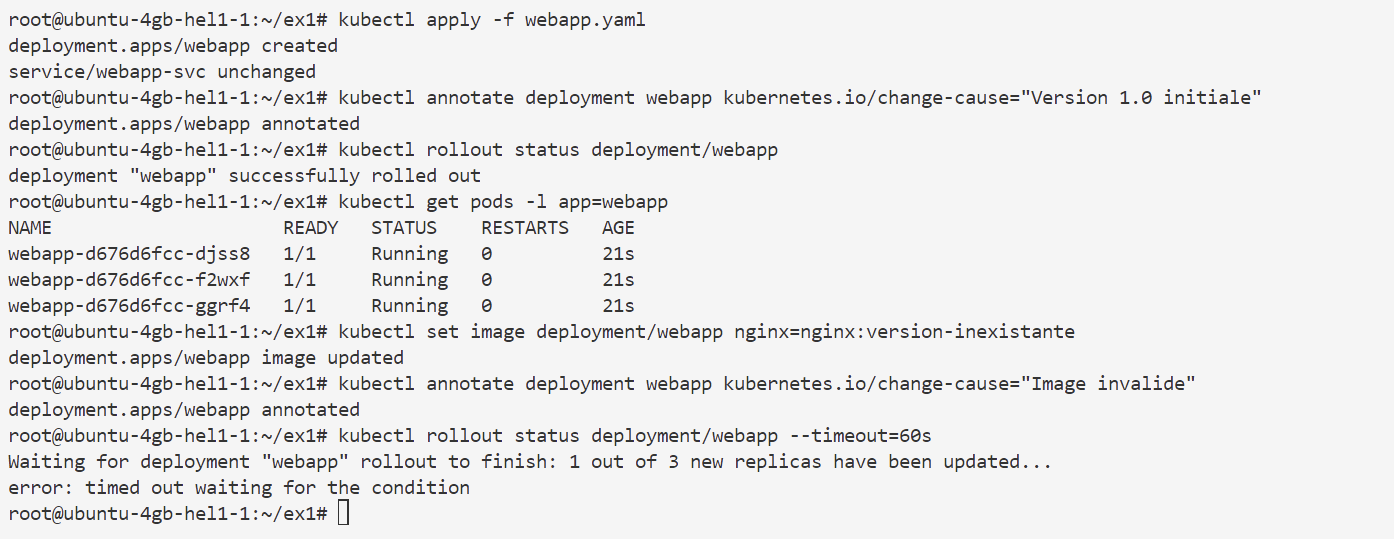 root@ubuntu-4gb-hel1-1:~/ex1# kubectl apply -f webapp.yaml
deployment.apps/webapp created
service/webapp-svc unchanged
root@ubuntu-4gb-hel1-1:~/ex1# kubectl annotate deployment webapp kubernetes.io/change-cause="Version 1.0 initiale"
deployment.apps/webapp annotated
root@ubuntu-4gb-hel1-1:~/ex1# kubectl rollout status deployment/webapp
deployment "webapp" successfully rolled out
root@ubuntu-4gb-hel1-1:~/ex1# kubectl get pods -l app=webapp
NAME                     READY   STATUS    RESTARTS   AGE
webapp-d676d6fcc-djss8   1/1     Running   0          21s
webapp-d676d6fcc-f2wxf   1/1     Running   0          21s
webapp-d676d6fcc-ggrf4   1/1     Running   0          21s
root@ubuntu-4gb-hel1-1:~/ex1# kubectl set image deployment/webapp nginx=nginx:version-inexistante
deployment.apps/webapp image updated
root@ubuntu-4gb-hel1-1:~/ex1# kubectl annotate deployment webapp kubernetes.io/change-cause="Image invalide"
deployment.apps/webapp annotated
root@ubuntu-4gb-hel1-1:~/ex1# kubectl rollout status deployment/webapp --timeout=60s
Waiting for deployment "webapp" rollout to finish: 1 out of 3 new replicas have been updated...
error: timed out waiting for the condition
root@ubuntu-4gb-hel1-1:~/ex1#